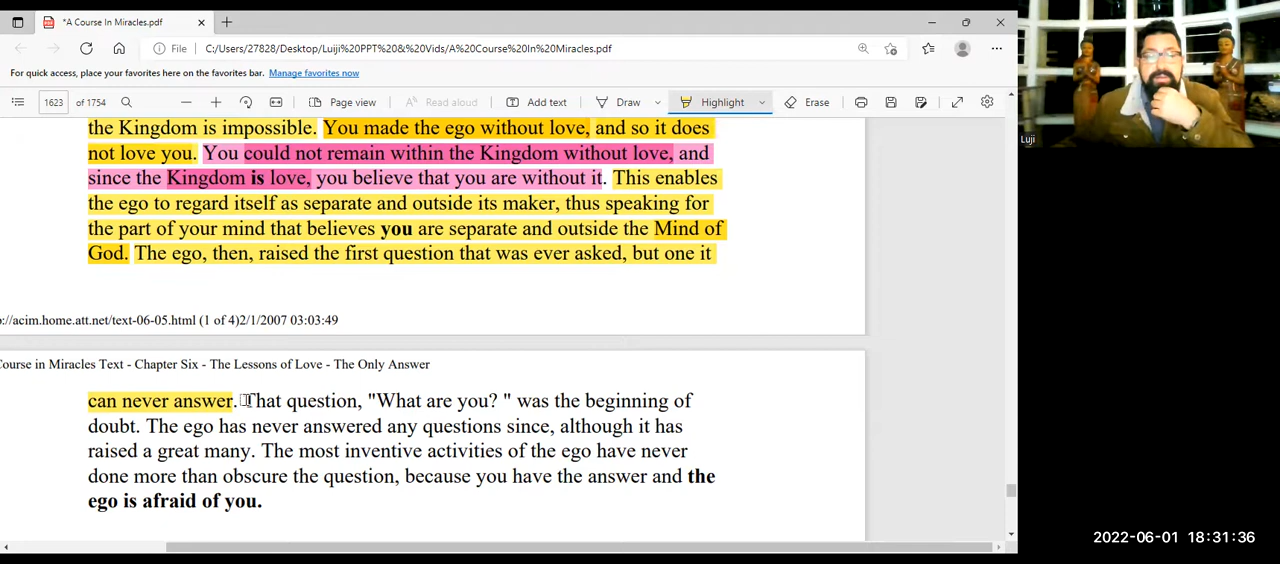 *A Course In Miracles.pdf
File
C:/Users/27828/Desktop/Luiji%20PPT%20&%20Vids/A%20Course%20In%20Miracles.pdf
For quick access, place your favorites here on the favorites bar. Manage favorites now
1623 of 1754
Page view
Read aloud
Add text
Draw
Highlight
Erase
the Kingdom is impossible. You made the ego without love, and so it does
not love you. You could not remain within the Kingdom without love, and
since the Kingdom is love, you believe that you are without it. This enables
the ego to regard itself as separate and outside its maker, thus speaking for
the part of your mind that believes you are separate and outside the Mind of
God. The ego, then, raised the first question that was ever asked, but one it
://acim.home.att.net/text-06-05.html (1 of 4)2/1/2007 03:03:49
Course in Miracles Text - Chapter Six - The Lessons of Love - The Only Answer
can never answer. That question, "What are you? " was the beginning of
doubt. The ego has never answered any questions since, although it has
raised a great many. The most inventive activities of the ego have never
done more than obscure the question, because you have the answer and the
ego is afraid of you.
Luji
2022-06-01 18:31:36